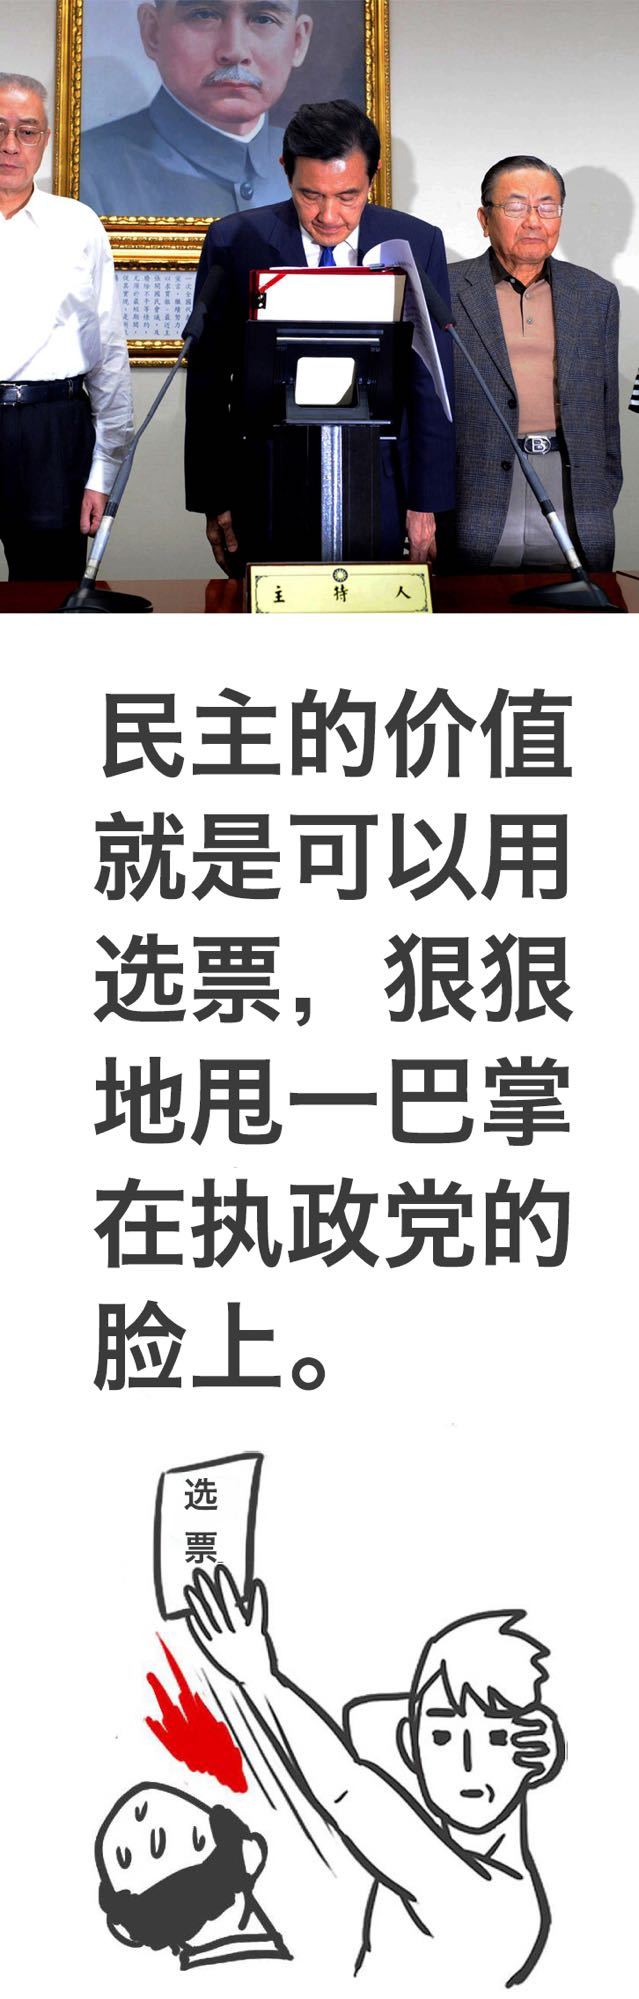 主持人
民主的价值
就是可以用
选票，狠狠
地甩一巴掌
在执政党的
脸上。
选
票